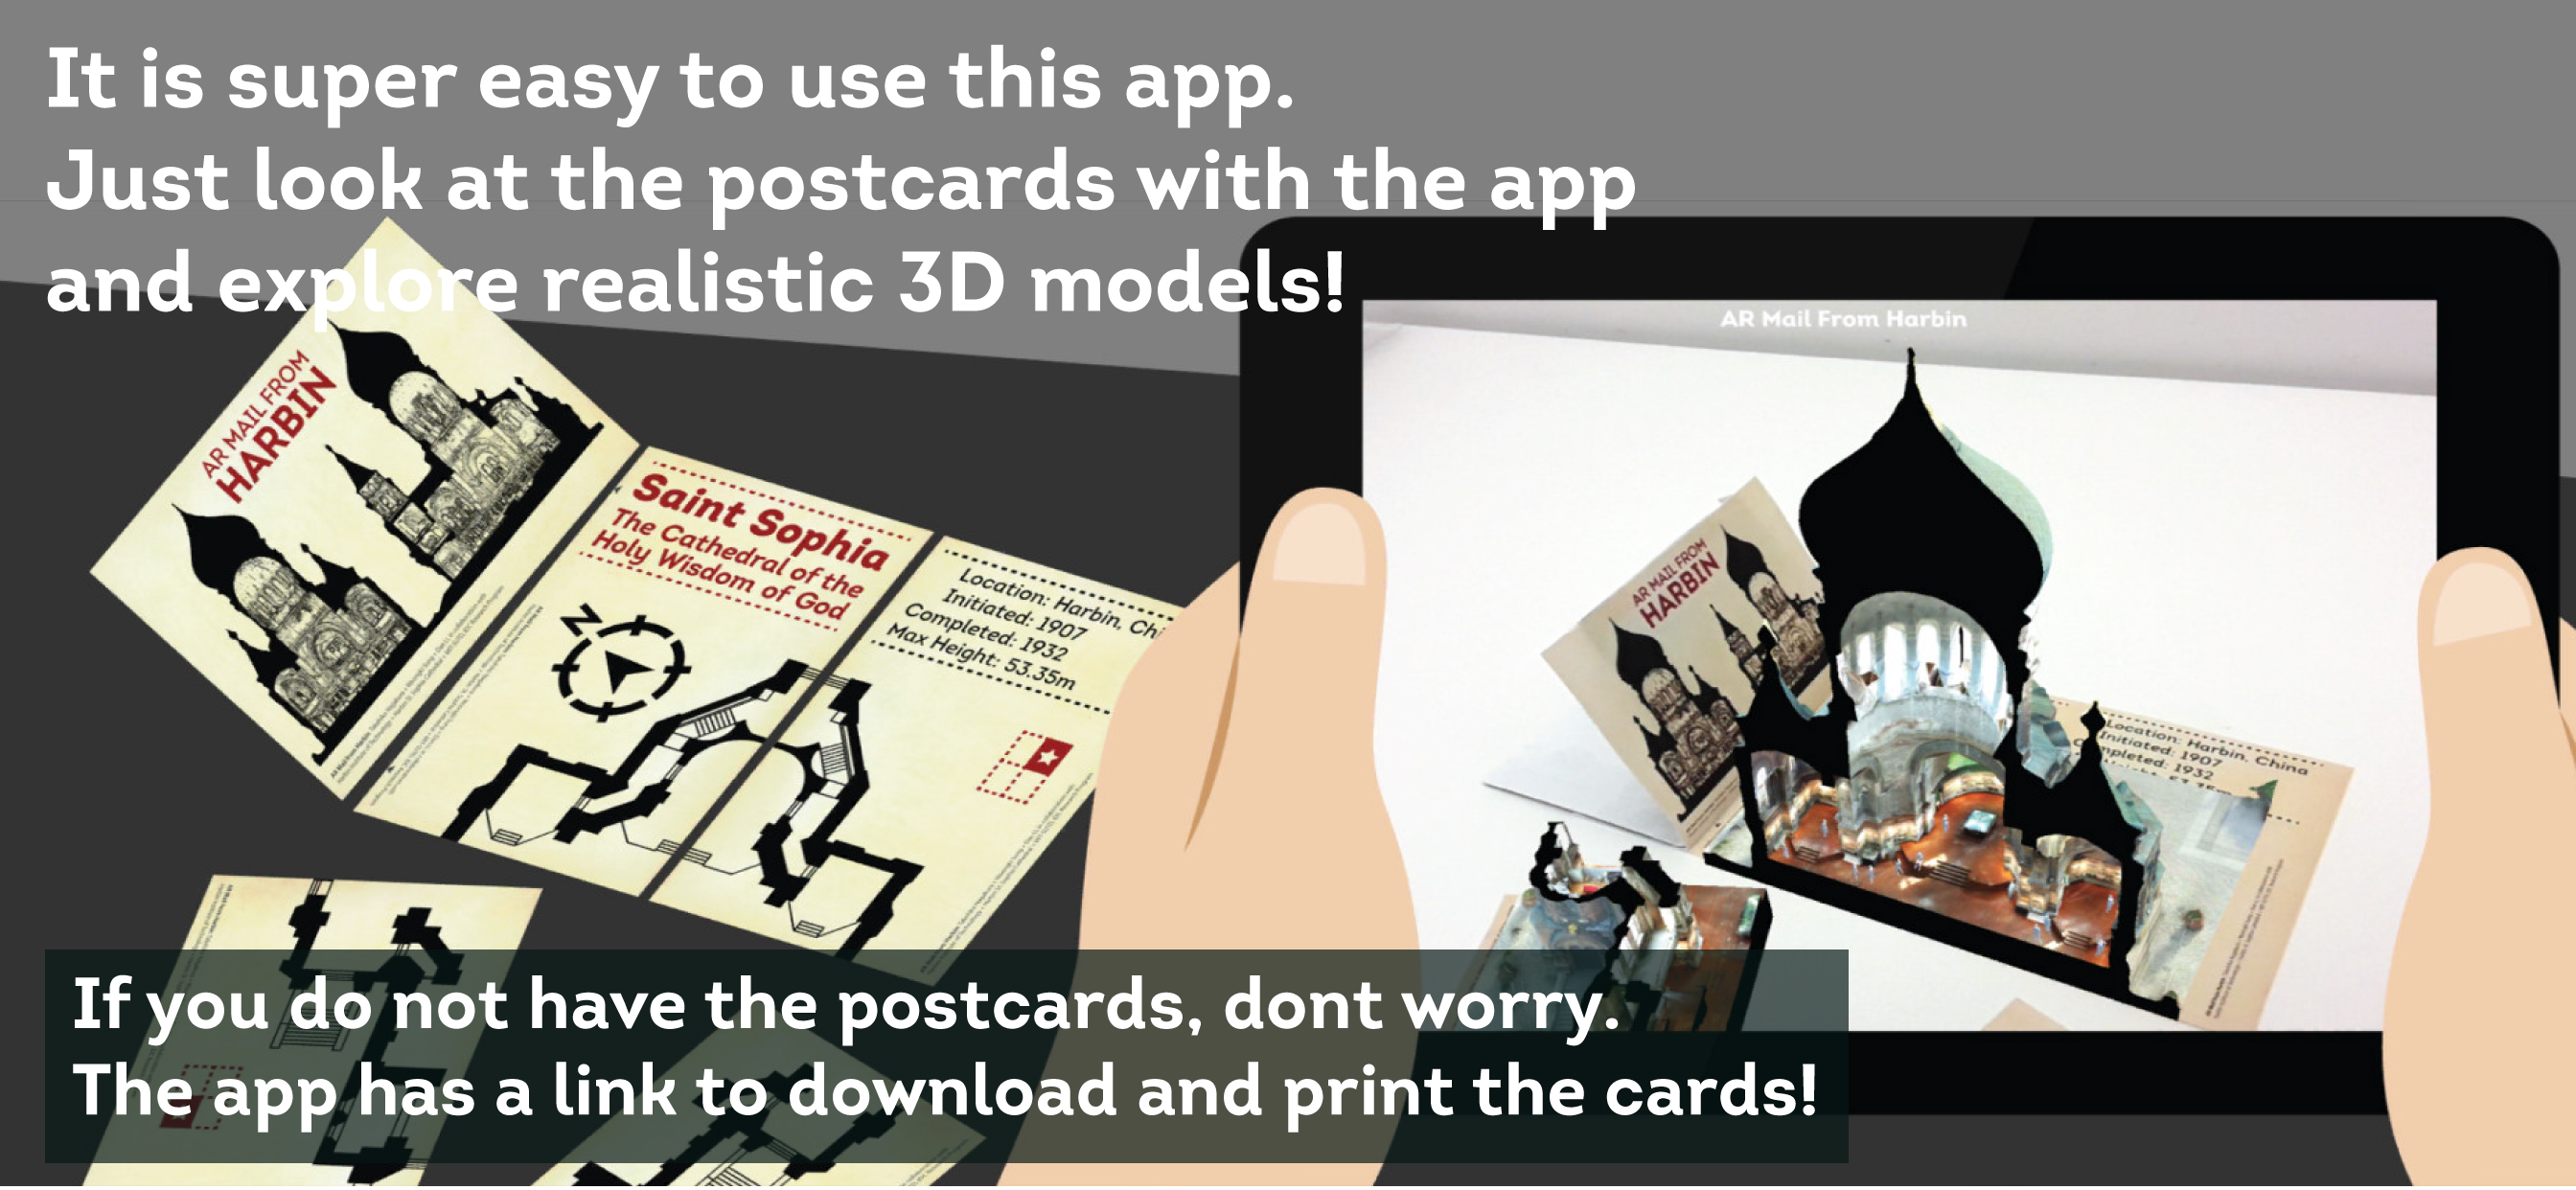 It is super easy to use this app.
Just look at the postcards with the app
and explore realistic 3D models!
AR Mail From Harbin
AR MAIL FROM
HARBIN
Saint Sophia
The Cathedral of the
Holy Wisdom of God
N
Location: Harbin, Chi
Initiated: 1907
Completed: 1932
Max Height: 53.35m
AR MAIL FROM
HARBIN
Location: Harbin, China
Initiated: 1907
mpleted: 1932
If you do not have the postcards, dont worry.
The app has a link to download and print the cards!